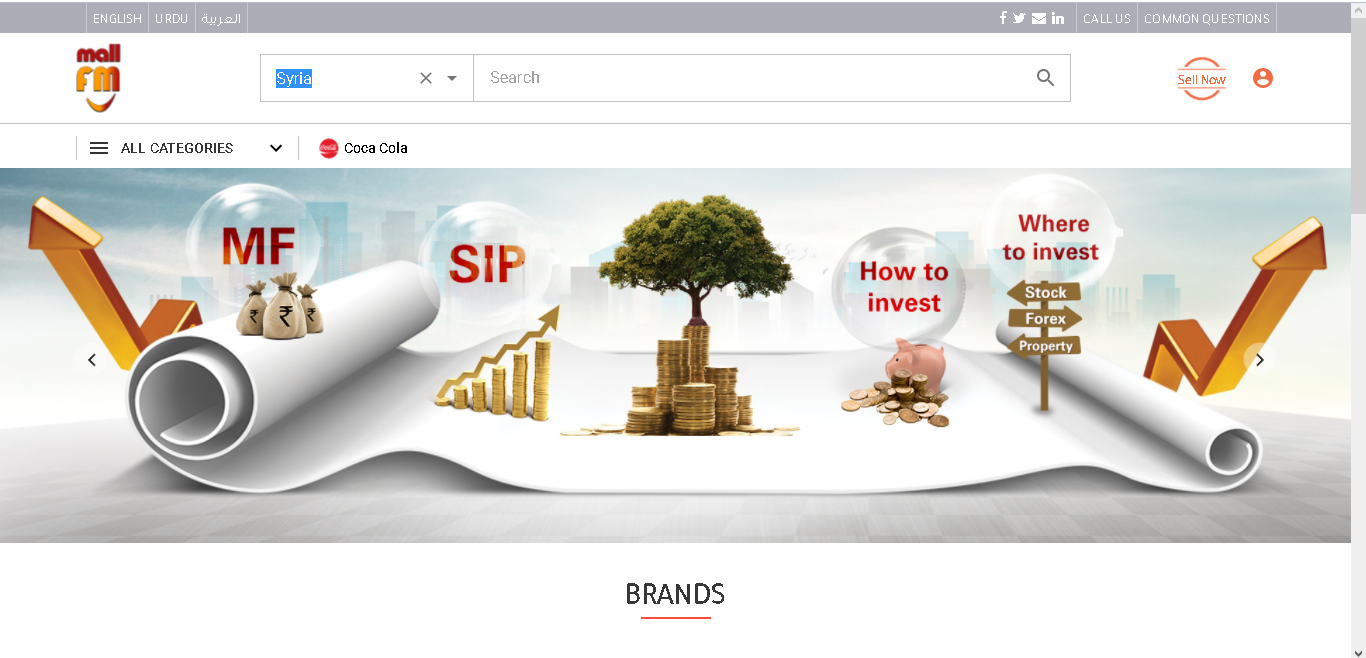 ENGLISH URDU العربية CALL US COMMON QUESTIONS
mall
FM
Syria Search Sell Now
ALL CATEGORIES Coca Cola
MF
SIP
How to
invest
Where
to invest
Stock
Forex
Property
₹ ₹ ₹
BRANDS